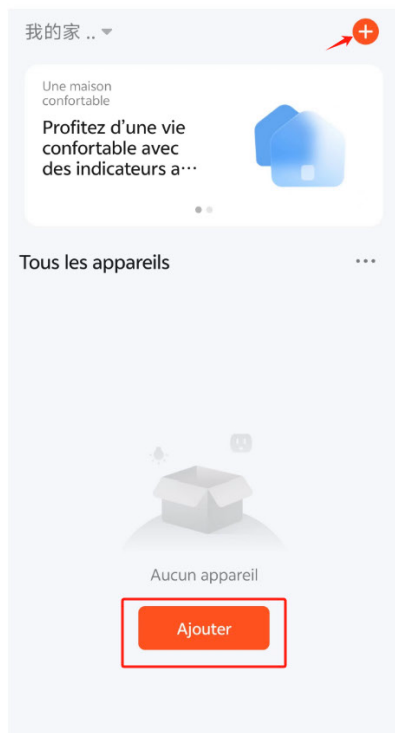 我的家 ..
Une maison
confortable
Profitez d'une vie
confortable avec
des indicateurs a…
Tous les appareils
Aucun appareil
Ajouter